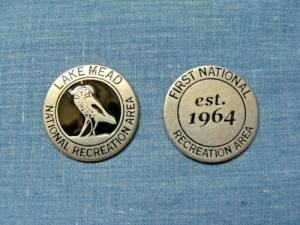 LAKE MEAD
NATIONAL RECREATION AREA
FIRST NATIONAL
est.
1964
RECREATION AREA